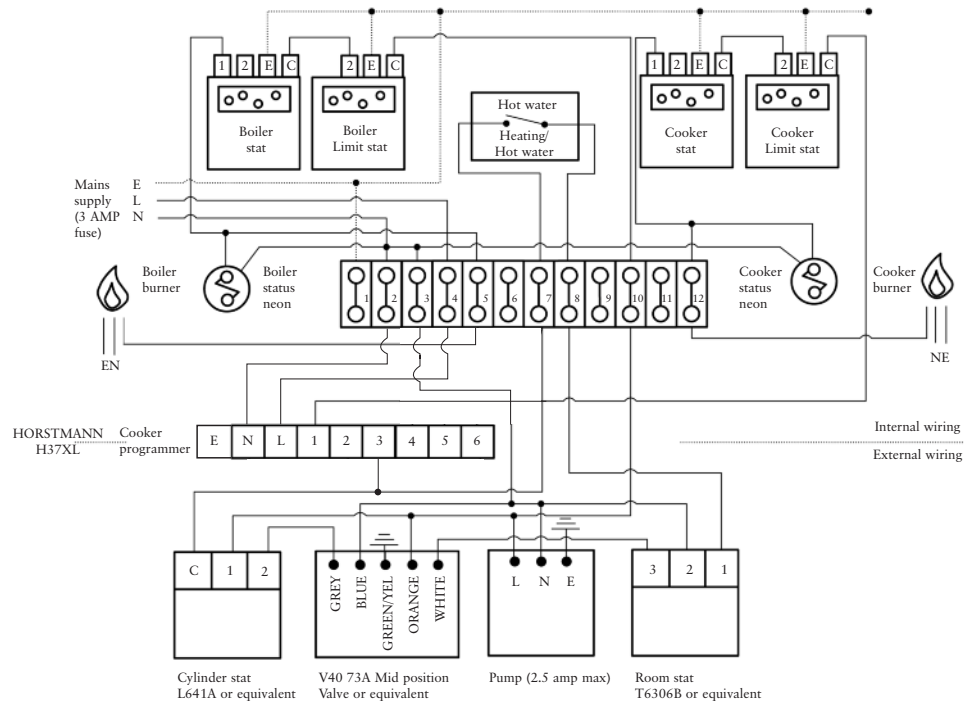 1 2 E C
2 E C
1 2 E C
2 E C
Boiler
stat
Boiler
Limit stat
Hot water
Heating/
Hot water
Cooker
stat
Cooker
Limit stat
Mains E
supply L
(3 AMP N
fuse)
Boiler
burner
Boiler
status
neon
1 2 3 4 5 6 7 8 9 10 11 12
Cooker
status
neon
Cooker
burner
EN
NE
HORSTMANN
H37XL
Cooker
programmer
E N L 1 2 3 4 5 6
Internal wiring
External wiring
C 1 2
GREY
BLUE
GREEN/YEL
ORANGE
WHITE
L N E
3 2 1
Cylinder stat
L641A or equivalent
V40 73A Mid position
Valve or equivalent
Pump (2.5 amp max)
Room stat
T6306B or equivalent